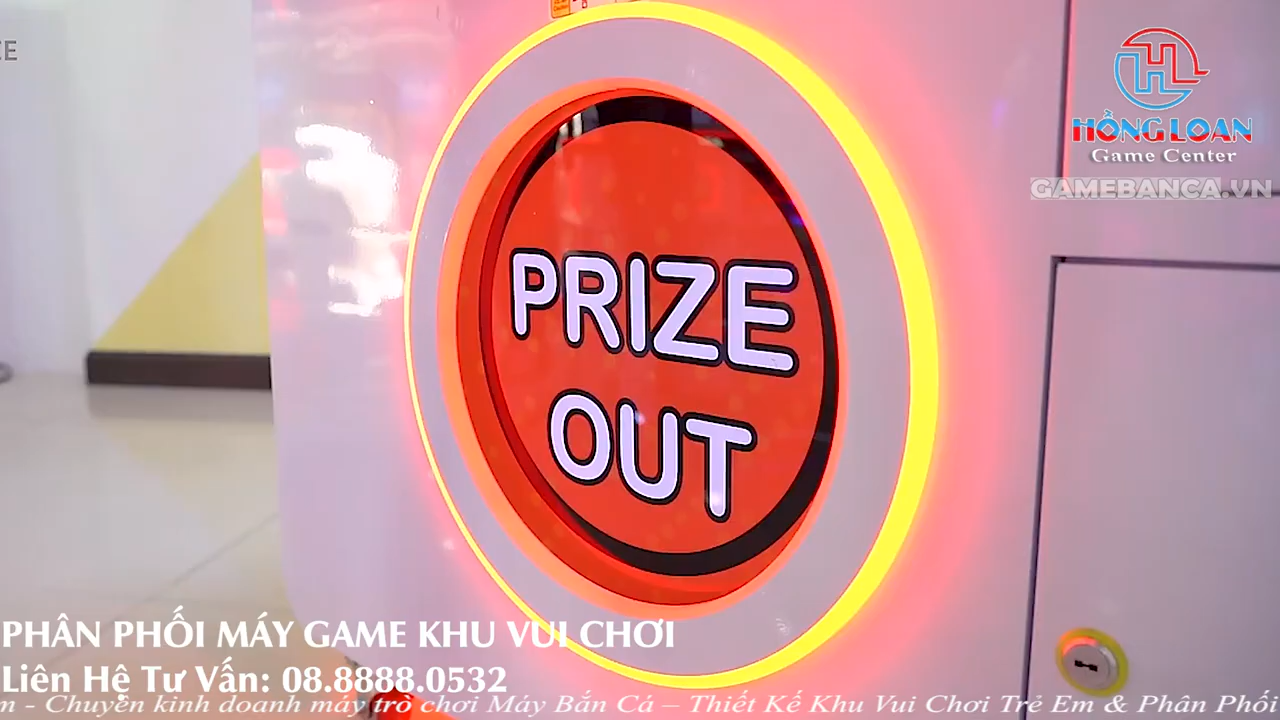 HỒNG LOAN
Game Center
GAMEBANCA.VN
PRIZE
OUT
PHÂN PHỐI MÁY GAME KHU VUI CHƠI
Liên Hệ Tư Vấn: 08.8888.0532
- Chuyên kinh doanh máy trò chơi Máy Bắn Cá – Thiết Kế Khu Vui Chơi Trẻ Em & Phân Phối